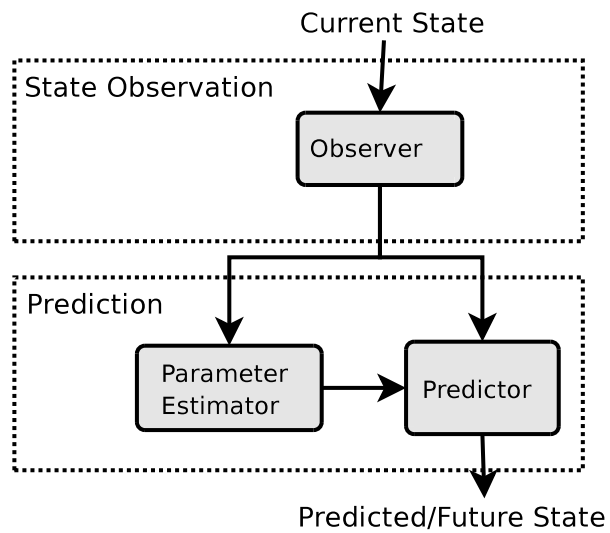 Current State
State Observation
Observer
Prediction
Parameter
Estimator
Predictor
Predicted/Future State